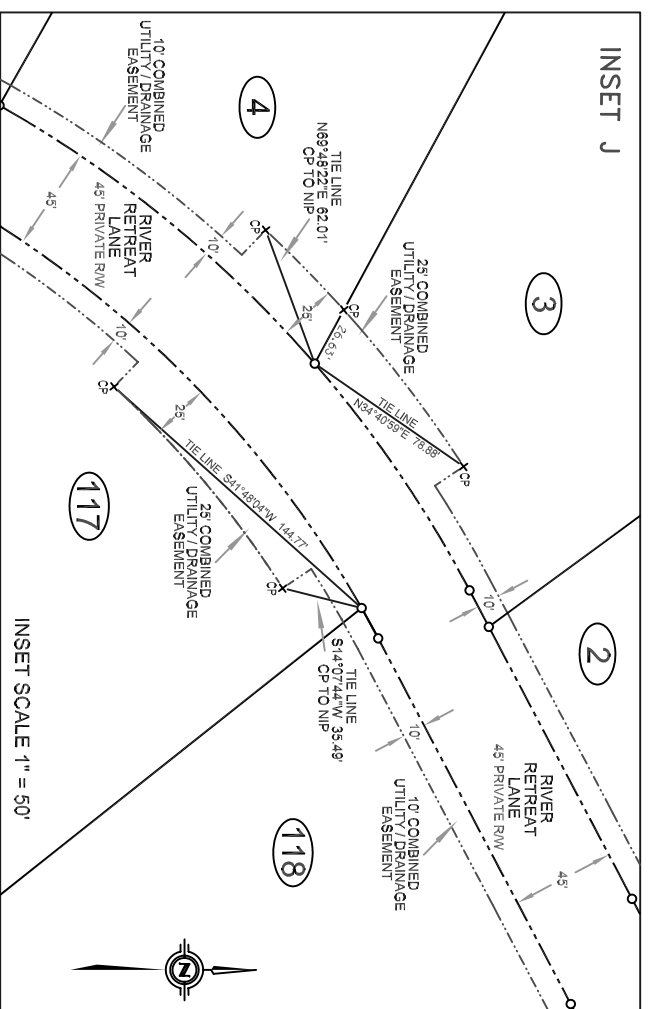 INSET J
10' COMBINED
UTILITY / DRAINAGE
EASEMENT
4
TIE LINE
N69°48'22"E 62.01'
CP TO NIP
25' COMBINED
UTILITY / DRAINAGE
EASEMENT
3
45'
RIVER
RETREAT
LANE
45' PRIVATE R/W
10'
CP
25'
CP
26.63'
TIE LINE
N34°40'59"E 78.88'
CP
10'
CP
25'
TIE LINE S41°48'04"W 144.77'
117
25' COMBINED
UTILITY / DRAINAGE
EASEMENT
CP
10'
2
TIE LINE
S14°07'44"W 35.49'
CP TO NIP
10'
RIVER
RETREAT
LANE
45' PRIVATE R/W
45'
10' COMBINED
UTILITY / DRAINAGE
EASEMENT
118
INSET SCALE 1" = 50'
N